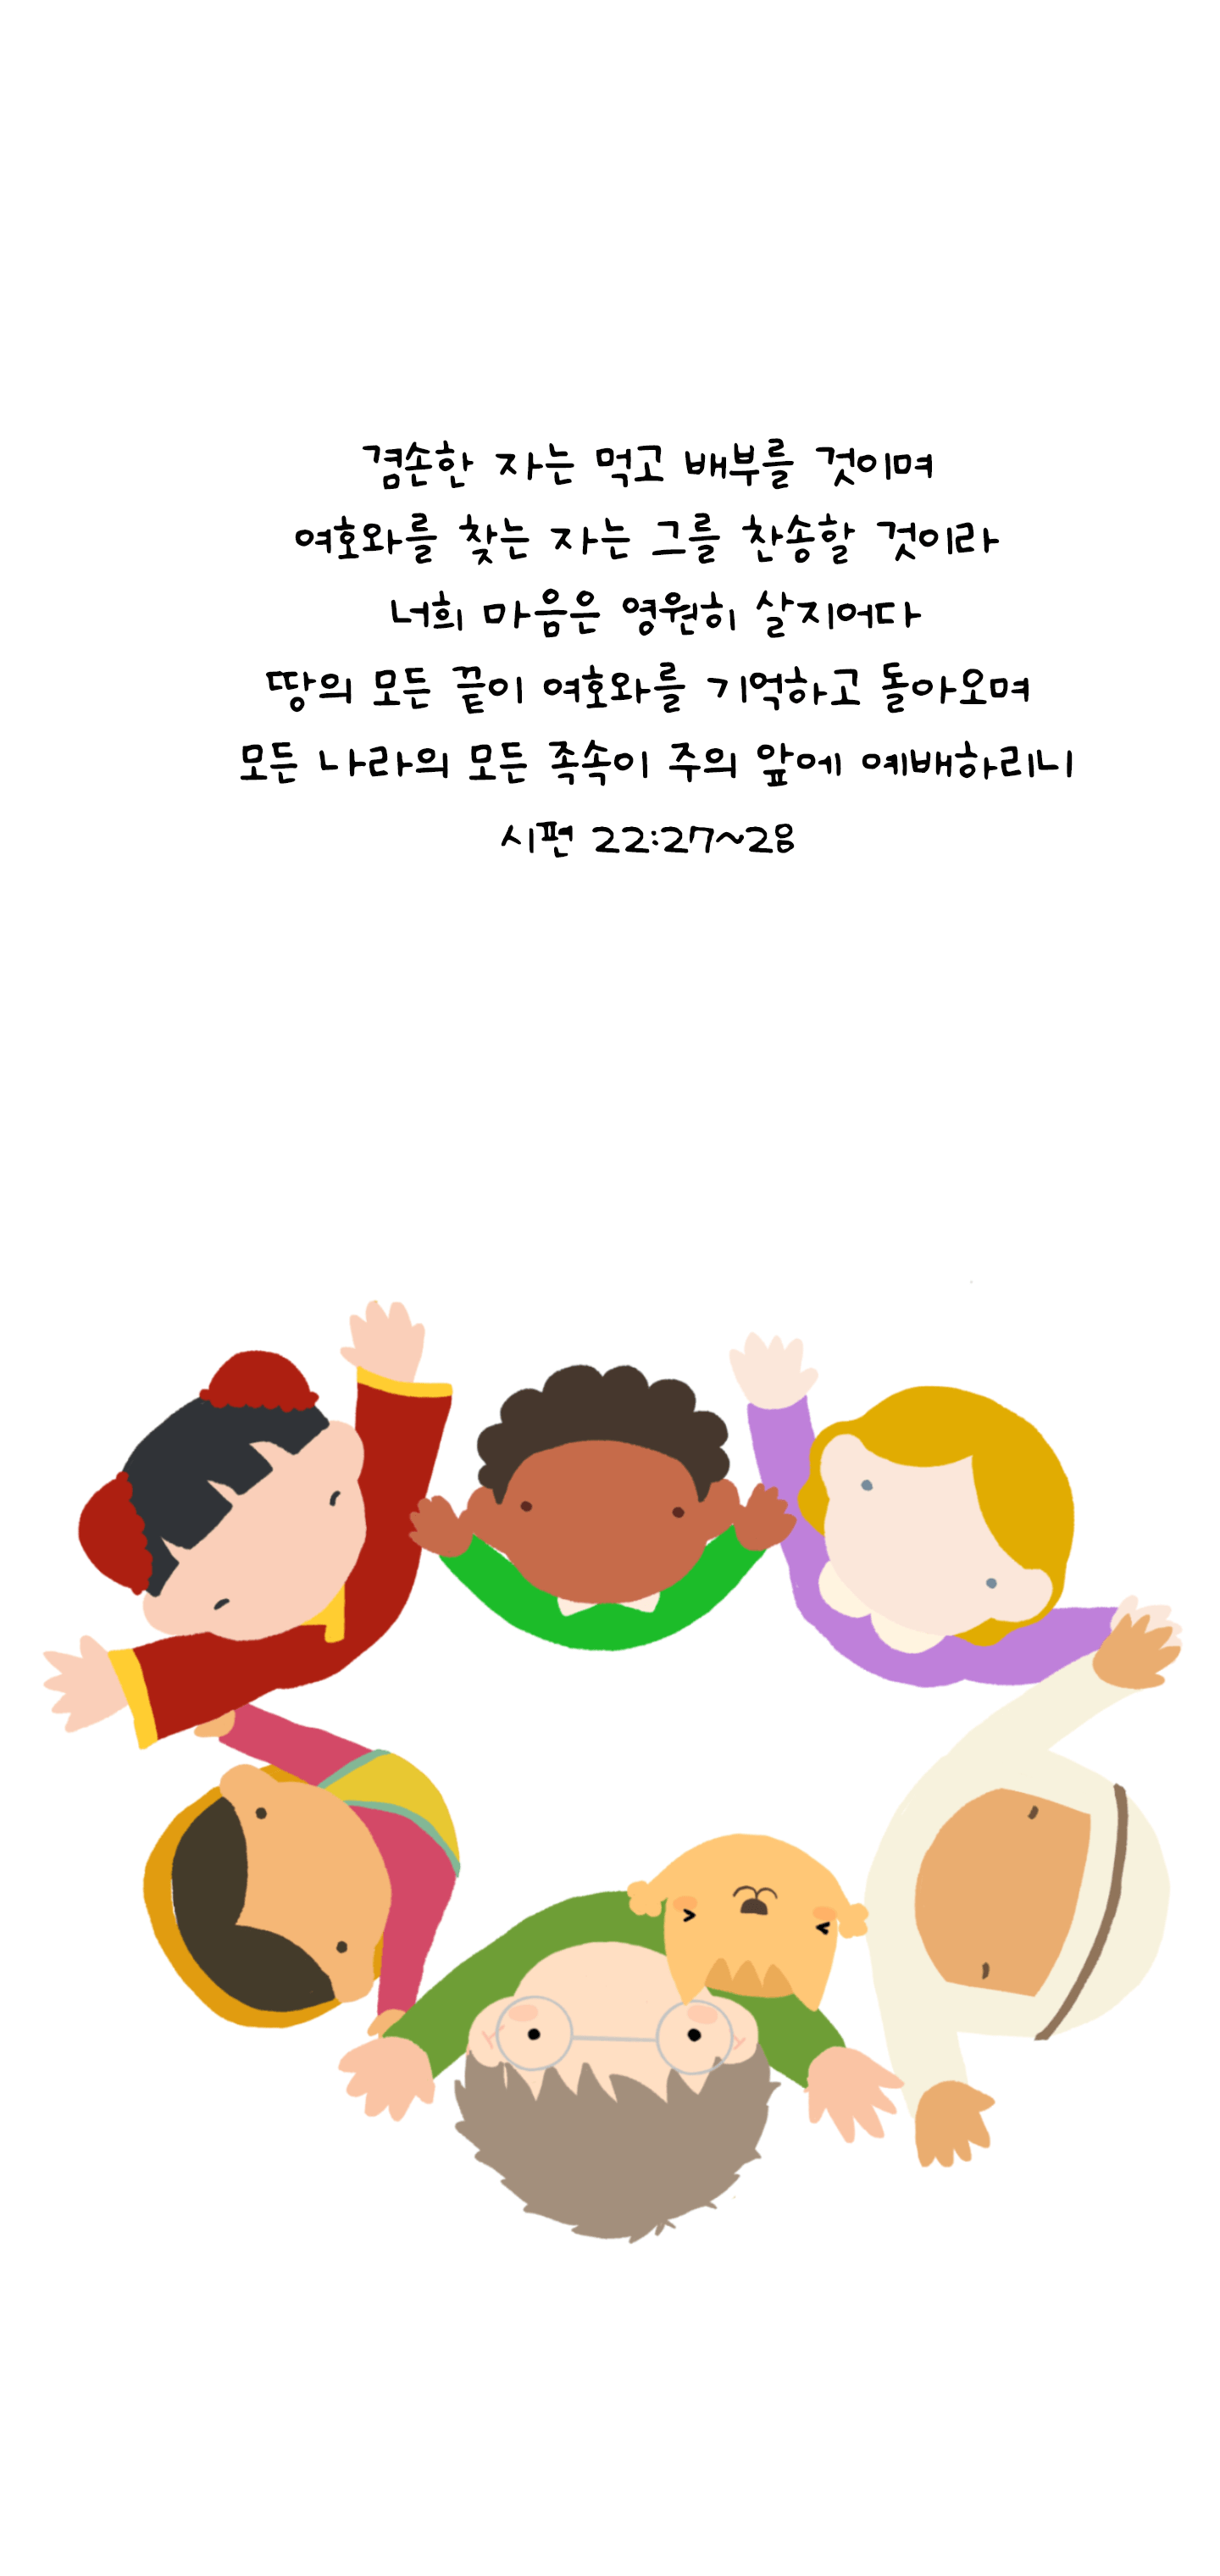 겸손한 자는 먹고 배부를 것이며
여호와를 찾는 자는 그를 찬송할 것이라
너희 마음은 영원히 살지어다
땅의 모든 끝이 여호와를 기억하고 돌아오며
모든 나라의 모든 족속이 주의 앞에 예배하리니
시편 22:27~28